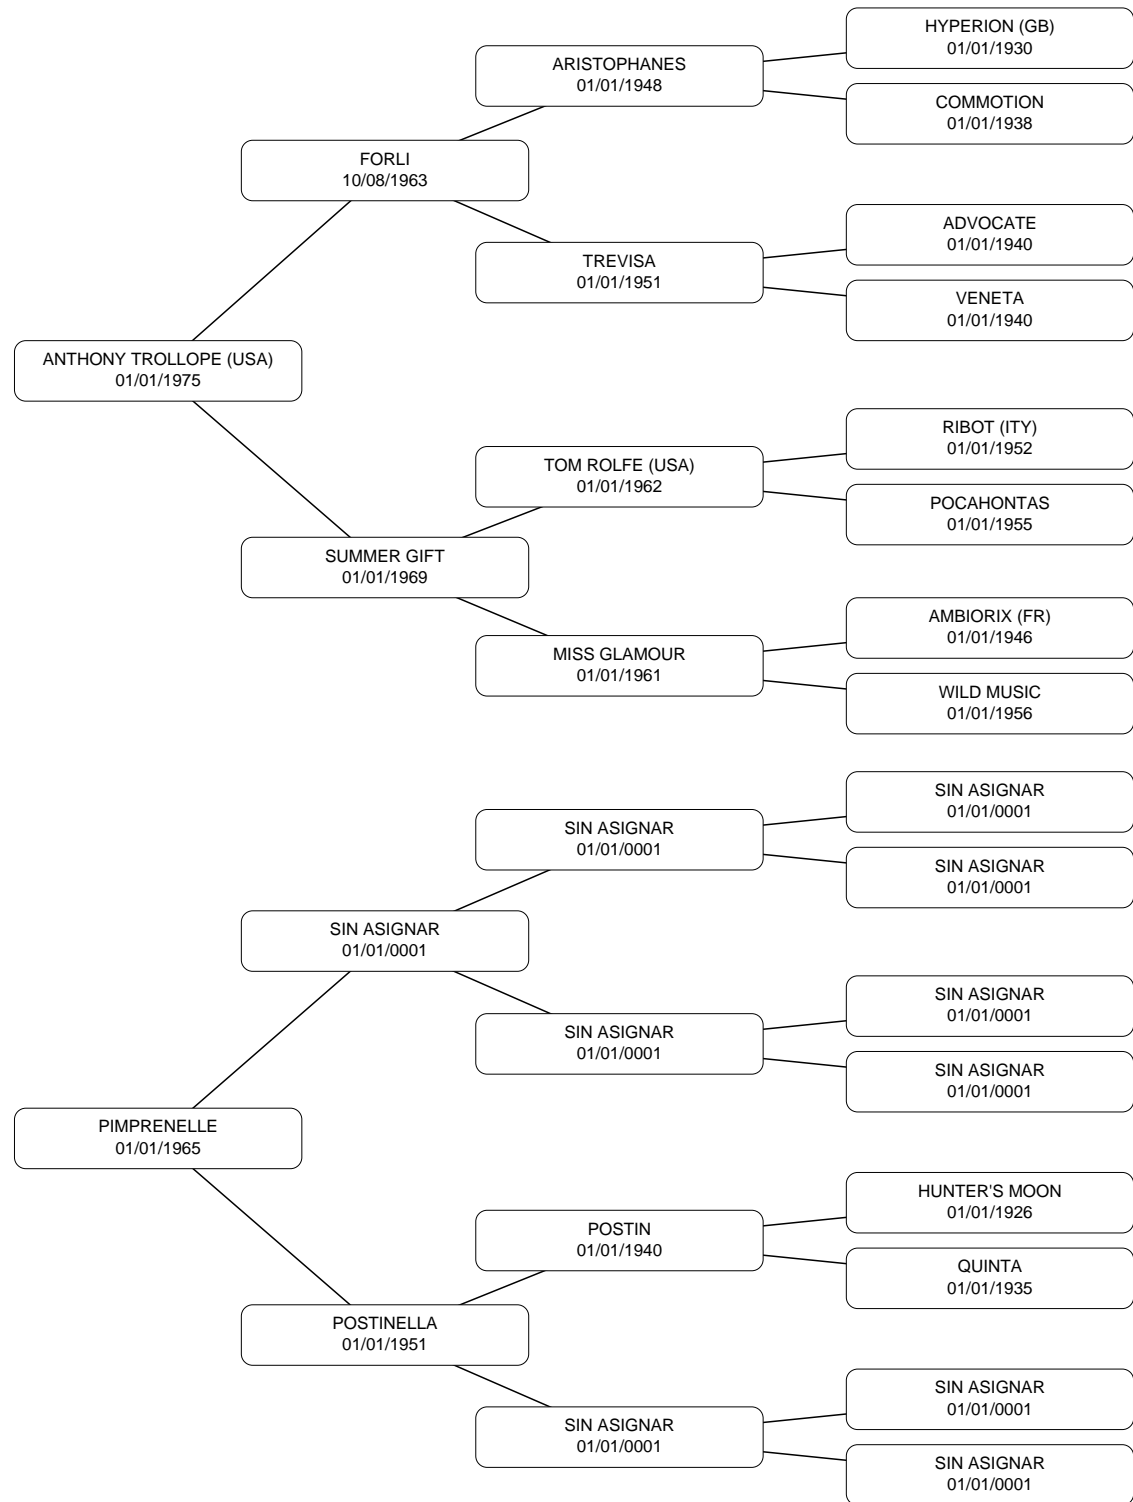 HYPERION (GB)
01/01/1930
ARISTOPHANES
01/01/1948
COMMOTION
01/01/1938
FORLI
10/08/1963
ADVOCATE
01/01/1940
TREVISA
01/01/1951
VENETA
01/01/1940
ANTHONY TROLLOPE (USA)
01/01/1975
RIBOT (ITY)
01/01/1952
TOM ROLFE (USA)
01/01/1962
POCAHONTAS
01/01/1955
SUMMER GIFT
01/01/1969
AMBIORIX (FR)
01/01/1946
MISS GLAMOUR
01/01/1961
WILD MUSIC
01/01/1956
SIN ASIGNAR
01/01/0001
SIN ASIGNAR
01/01/0001
SIN ASIGNAR
01/01/0001
SIN ASIGNAR
01/01/0001
SIN ASIGNAR
01/01/0001
SIN ASIGNAR
01/01/0001
SIN ASIGNAR
01/01/0001
PIMPRENELLE
01/01/1965
HUNTER'S MOON
01/01/1926
POSTIN
01/01/1940
QUINTA
01/01/1935
POSTINELLA
01/01/1951
SIN ASIGNAR
01/01/0001
SIN ASIGNAR
01/01/0001
SIN ASIGNAR
01/01/0001